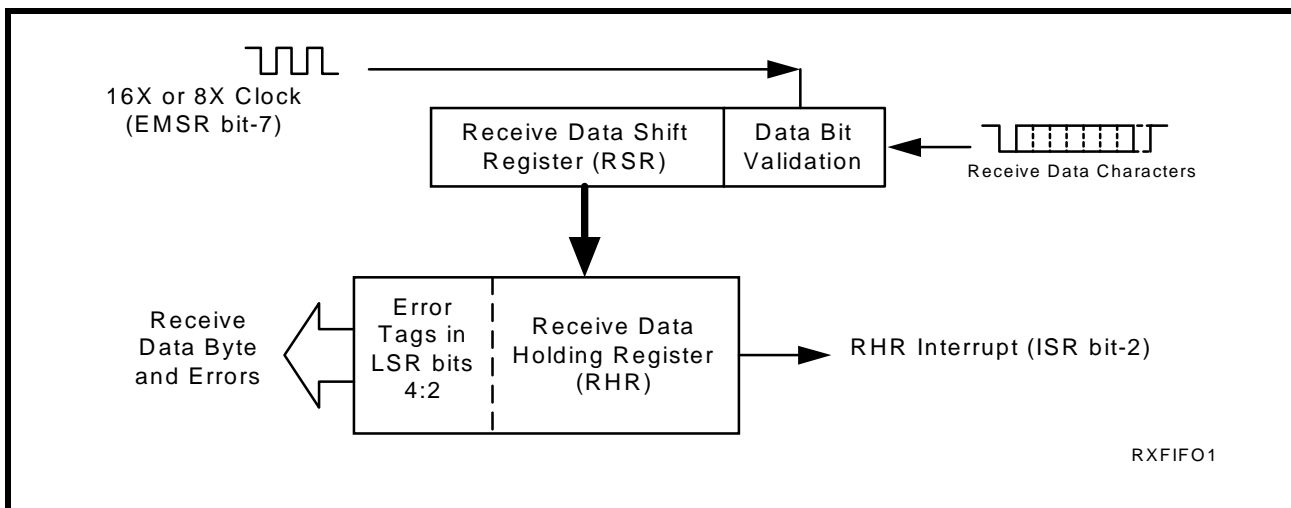 16X or 8X Clock
(EMSR bit-7)
Receive Data Shift
Register (RSR)
Data Bit
Validation
Receive Data Characters
Receive
Data Byte
and Errors
Error
Tags in
LSR bits
4:2
Receive Data
Holding Register
(RHR)
RHR Interrupt (ISR bit-2)
RXFIFO1